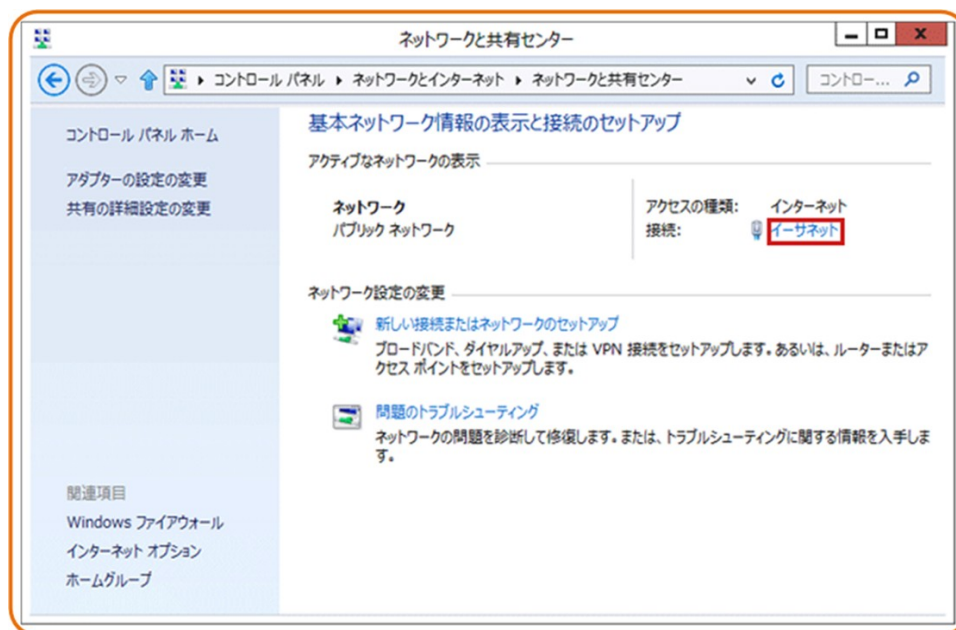 ネットワークと共有センター
コントロール パネル ネットワークとインターネット ネットワークと共有センター コントロー...
コントロール パネル ホーム
アダプターの設定の変更
共有の詳細設定の変更
基本ネットワーク情報の表示と接続のセットアップ
アクティブなネットワークの表示
ネットワーク
パブリック ネットワーク
アクセスの種類: インターネット
接続: イーサネット
ネットワーク設定の変更
新しい接続またはネットワークのセットアップ
ブロードバンド、ダイヤルアップ、または VPN 接続をセットアップします。あるいは、ルーターまたはア
クセス ポイントをセットアップします。
問題のトラブルシューティング
ネットワークの問題を診断して修復します。または、トラブルシューティングに関する情報を入手しま
す。
関連項目
Windows ファイアウォール
インターネット オプション
ホームグループ